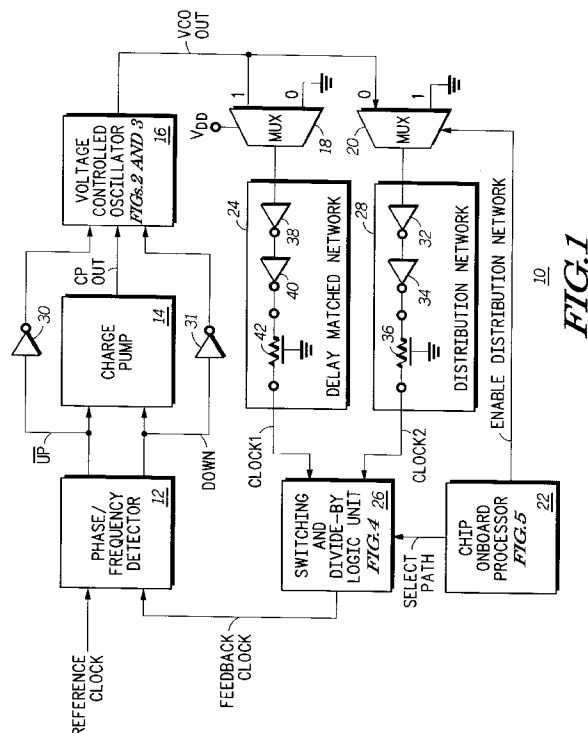 REFERENCE
CLOCK
PHASE/
FREQUENCY
DETECTOR
12
UP
DOWN
30
CHARGE
PUMP
14
31
CP
OUT
VOLTAGE
CONTROLLED
OSCILLATOR
FIGs.2 AND 3
16
VCO
OUT
FEEDBACK
CLOCK
SWITCHING
AND
DIVIDE-BY
LOGIC UNIT
FIG.4
26
CLOCK1
CLOCK2
42
40
38
24
DELAY MATCHED NETWORK
VDD
1
0
MUX
18
36
34
32
28
DISTRIBUTION NETWORK
0
1
MUX
20
SELECT
PATH
CHIP
ONBOARD
PROCESSOR
FIG.5
22
ENABLE DISTRIBUTION NETWORK
10
FIG.1